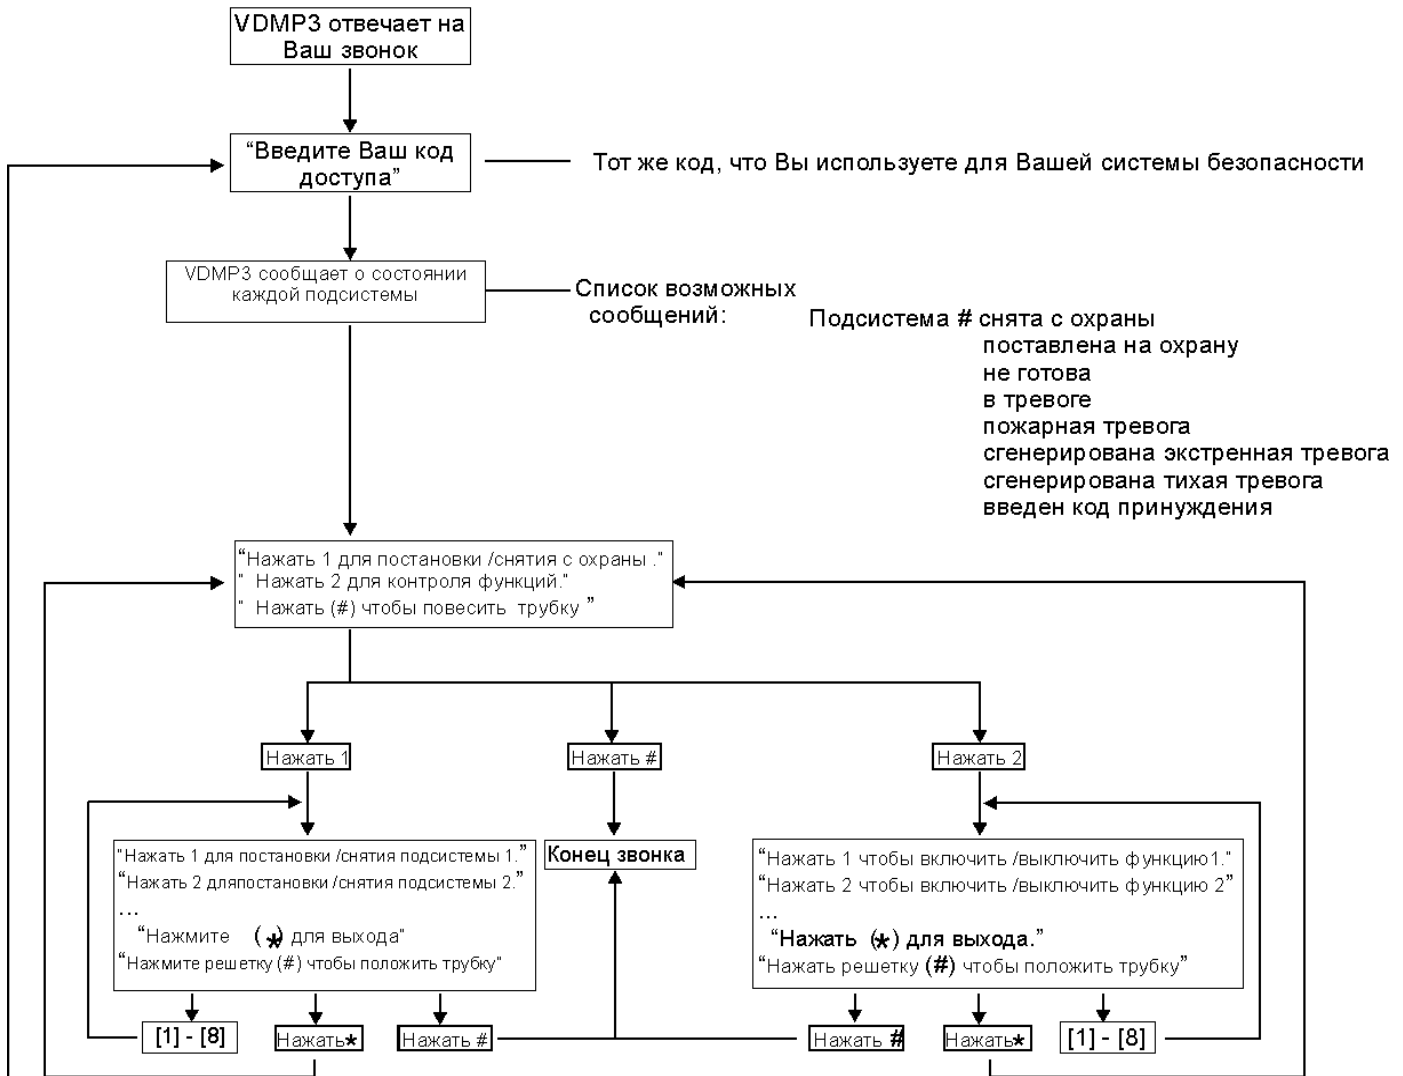 VDMP3 отвечает на
Ваш звонок
“Введите Ваш код
доступа”
Тот же код, что Вы используете для Вашей системы безопасности
VDMP3 сообщает о состоянии
каждой подсистемы
Список возможных
сообщений:
Подсистема # снята с охраны
поставлена на охрану
не готова
в тревоге
пожарная тревога
сгенерирована экстренная тревога
сгенерирована тихая тревога
введен код принуждения
“Нажать 1 для постановки /снятия с охраны ."
" Нажать 2 для контроля функций."
" Нажать (#) чтобы повесить трубку ”
Нажать 1
Нажать #
Нажать 2
"Нажать 1 для постановки /снятия подсистемы 1.”
“Нажать 2 дляпостановки /снятия подсистемы 2.”
...
“Нажмите (*) для выхода"
“Нажмите решетку (#) чтобы положить трубку"
Конец звонка
“Нажать 1 чтобы включить /выключить функцию1."
“Нажать 2 чтобы включить /выключить функцию 2”
...
“Нажать (*) для выхода.”
“Нажать решетку (#) чтобы положить трубку”
[1] - [8]
Нажать*
Нажать #
Нажать #
Нажать*
[1] - [8]